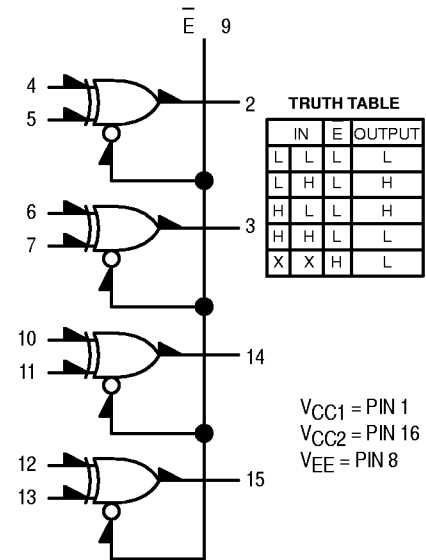 E 9
4
5
2
6
7
3
10
11
14
12
13
15
TRUTH TABLE
IN E OUTPUT
L L L L
L H L H
H L L H
H H L L
X X H L
VCC1 = PIN 1
VCC2 = PIN 16
VEE = PIN 8